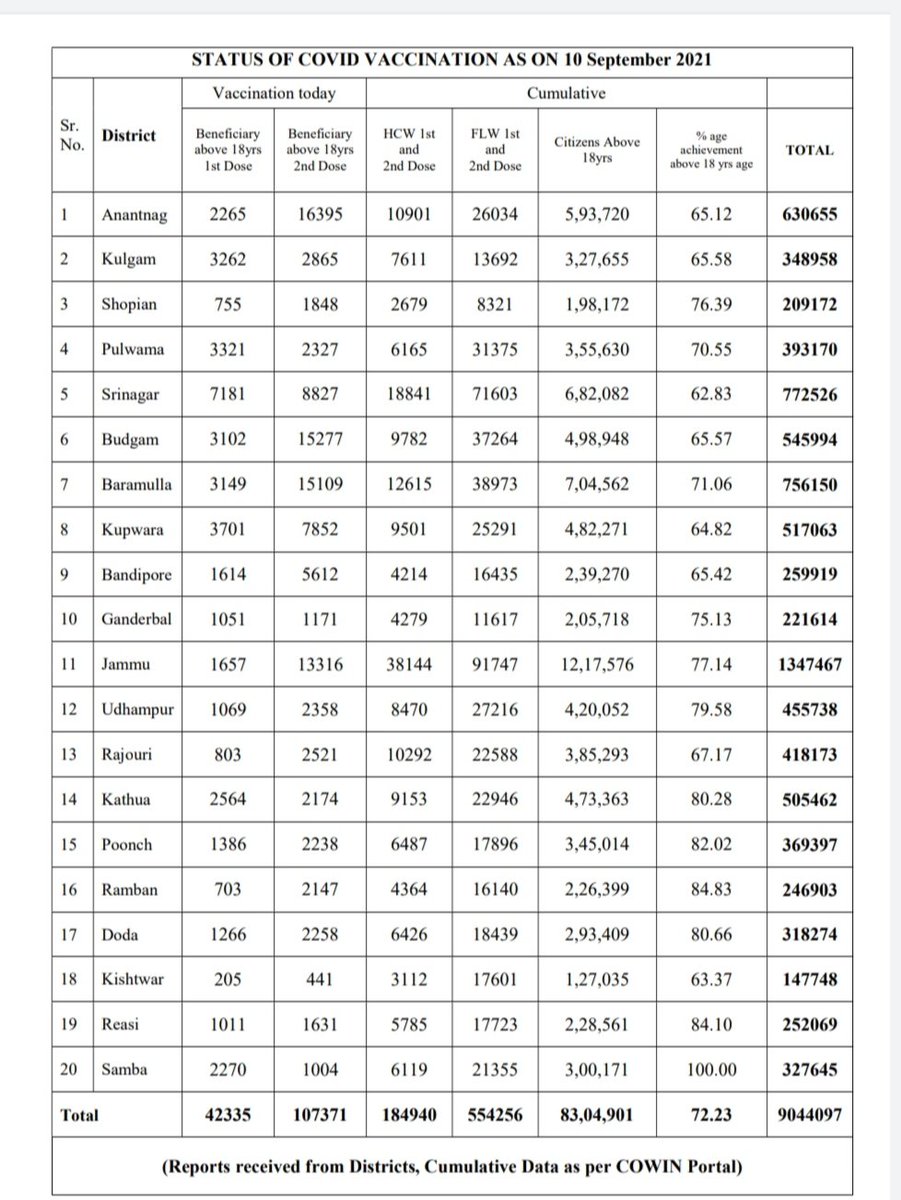 STATUS OF COVID VACCINATION AS ON 10 September 2021
Vaccination today Cumulative
Sr. No. District Beneficiary above 18yrs 1st Dose Beneficiary above 18yrs 2nd Dose HCW 1st and 2nd Dose FLW 1st and 2nd Dose Citizens Above 18yrs % age achievement above 18 yrs age TOTAL
1 Anantnag 2265 16395 10901 26034 5,93,720 65.12 630655
2 Kulgam 3262 2865 7611 13692 3,27,655 65.58 348958
3 Shopian 755 1848 2679 8321 1,98,172 76.39 209172
4 Pulwama 3321 2327 6165 31375 3,55,630 70.55 393170
5 Srinagar 7181 8827 18841 71603 6,82,082 62.83 772526
6 Budgam 3102 15277 9782 37264 4,98,948 65.57 545994
7 Baramulla 3149 15109 12615 38973 7,04,562 71.06 756150
8 Kupwara 3701 7852 9501 25291 4,82,271 64.82 517063
9 Bandipore 1614 5612 4214 16435 2,39,270 65.42 259919
10 Ganderbal 1051 1171 4279 11617 2,05,718 75.13 221614
11 Jammu 1657 13316 38144 91747 12,17,576 77.14 1347467
12 Udhampur 1069 2358 8470 27216 4,20,052 79.58 455738
13 Rajouri 803 2521 10292 22588 3,85,293 67.17 418173
14 Kathua 2564 2174 9153 22946 4,73,363 80.28 505462
15 Poonch 1386 2238 6487 17896 3,45,014 82.02 369397
16 Ramban 703 2147 4364 16140 2,26,399 84.83 246903
17 Doda 1266 2258 6426 18439 2,93,409 80.66 318274
18 Kishtwar 205 441 3112 17601 1,27,035 63.37 147748
19 Reasi 1011 1631 5785 17723 2,28,561 84.10 252069
20 Samba 2270 1004 6119 21355 3,00,171 100.00 327645
Total 42335 107371 184940 554256 83,04,901 72.23 9044097
(Reports received from Districts, Cumulative Data as per COWIN Portal)